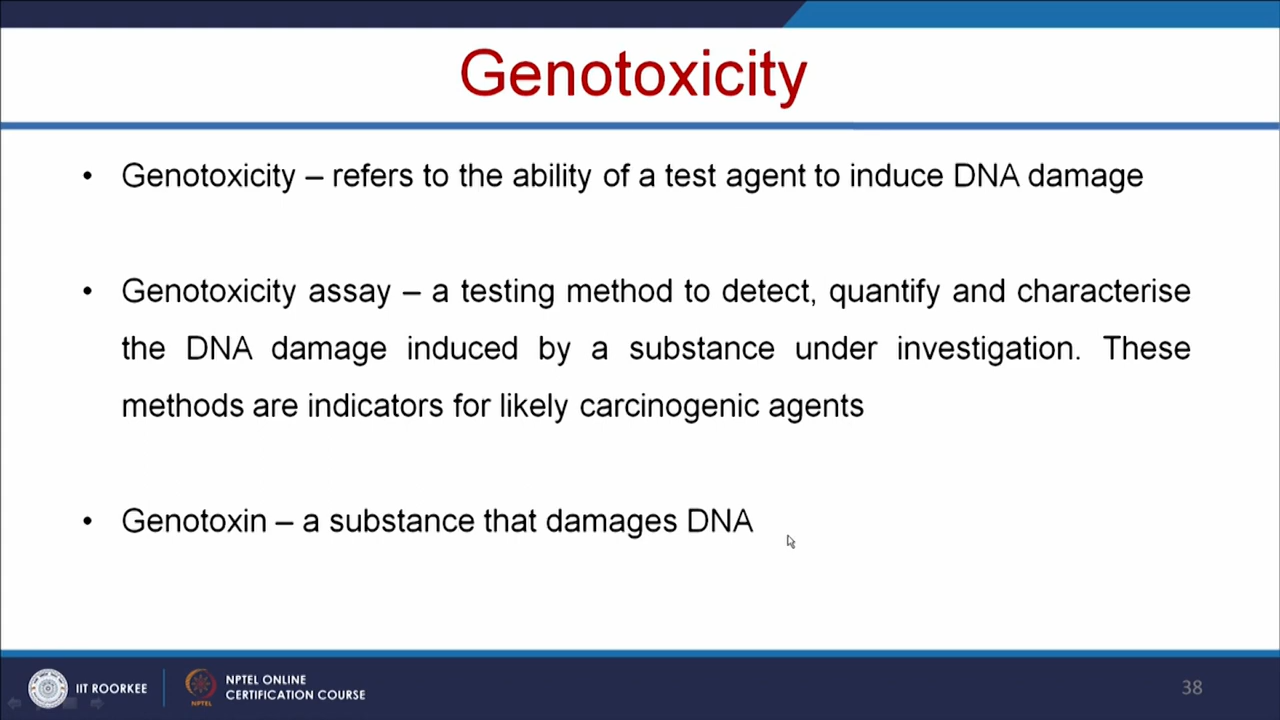 Genotoxicity
• Genotoxicity – refers to the ability of a test agent to induce DNA damage
• Genotoxicity assay – a testing method to detect, quantify and characterise
the DNA damage induced by a substance under investigation. These
methods are indicators for likely carcinogenic agents
• Genotoxin – a substance that damages DNA
IIT ROORKEE
NPTEL
NPTEL ONLINE
CERTIFICATION COURSE
38